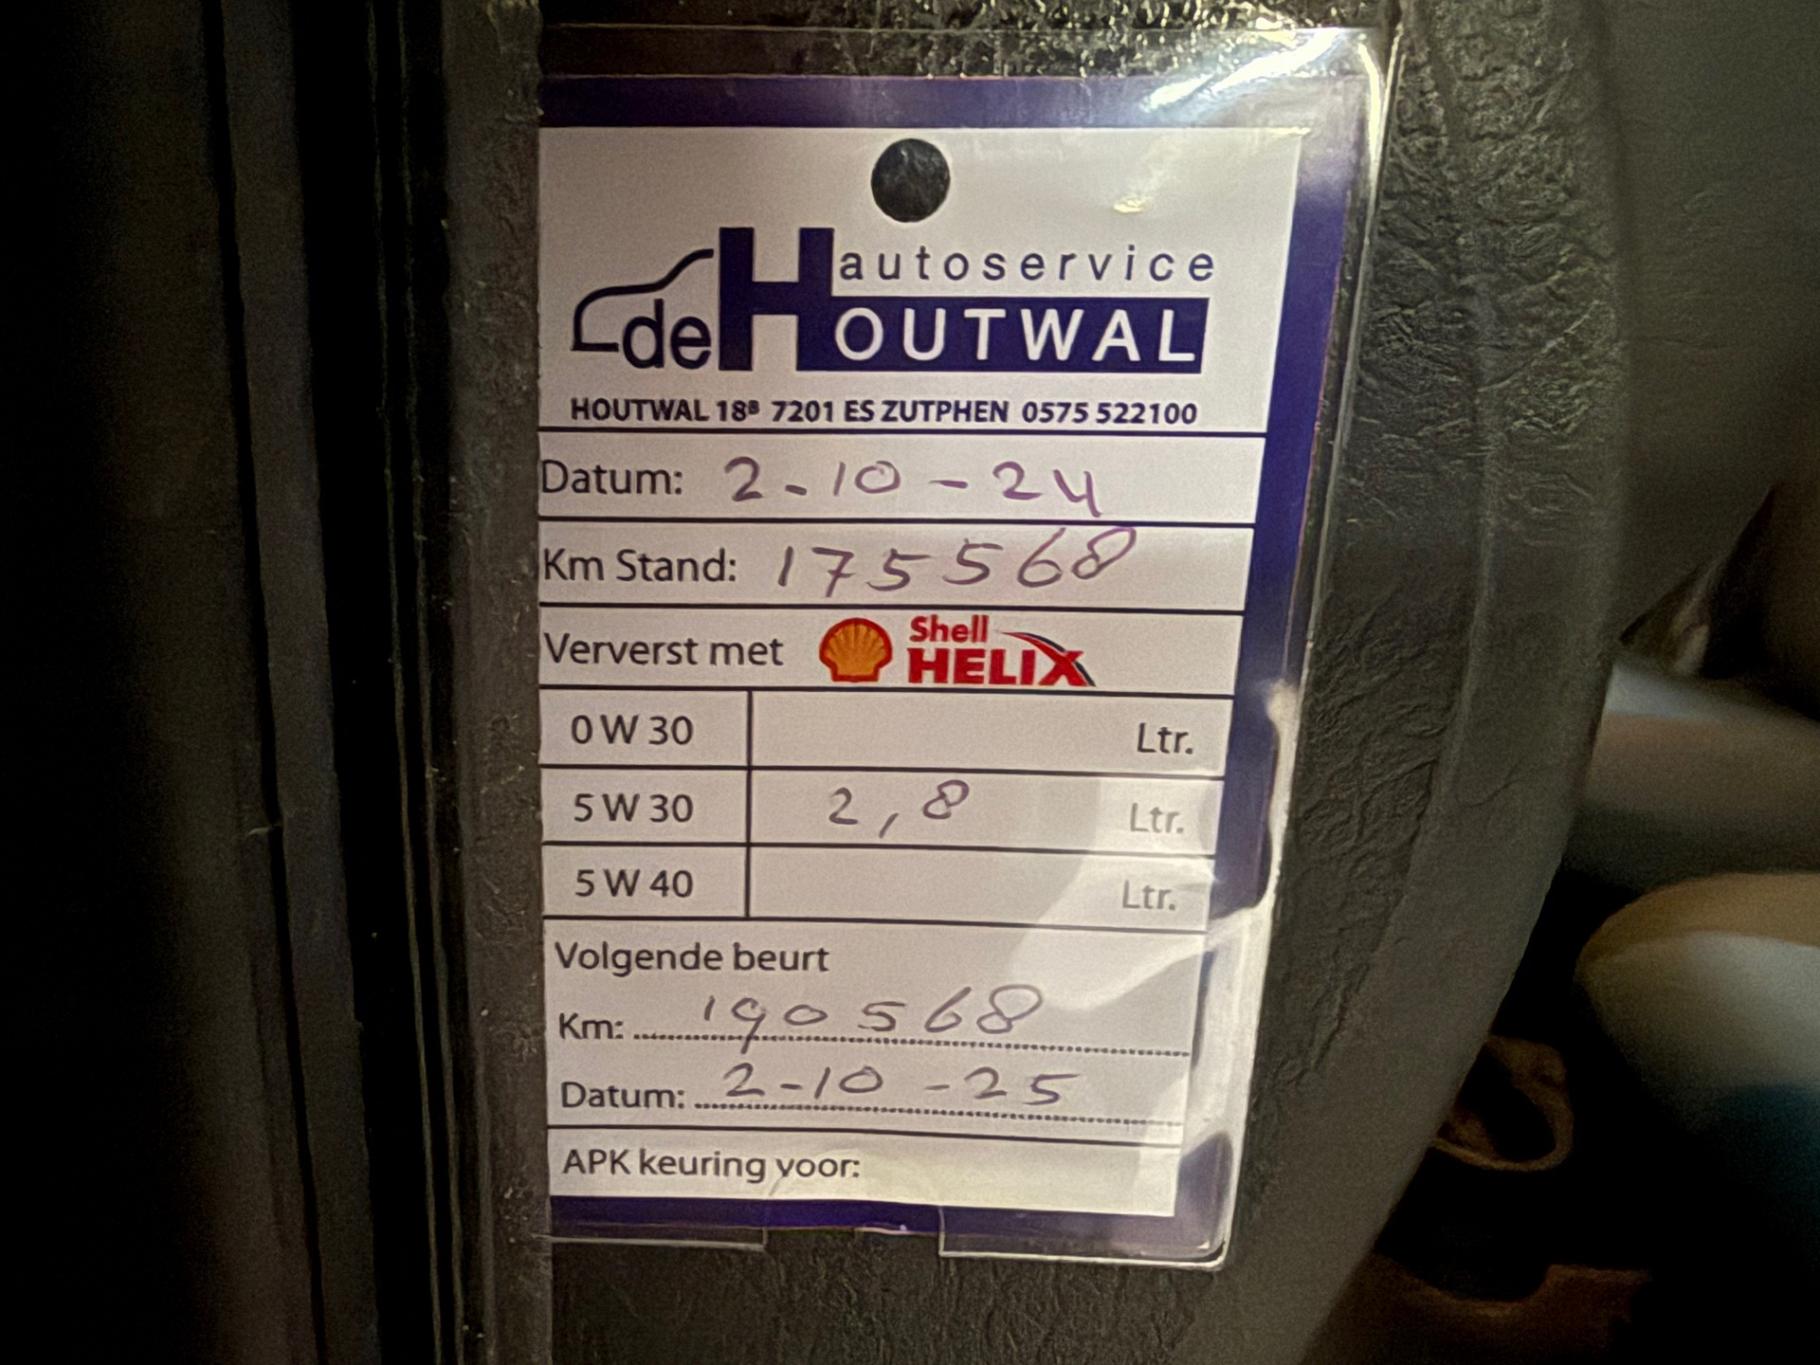 autoservice
de HOUTWAL
HOUTWAL 18B 7201 ES ZUTPHEN 0575 522100
Datum: 2-10-24
Km Stand: 175568
Ververst met Shell HELIX
0 W 30 Ltr.
5 W 30 2,8 Ltr.
5 W 40 Ltr.
Volgende beurt
Km: 190568
Datum: 2-10-25
APK keuring voor: